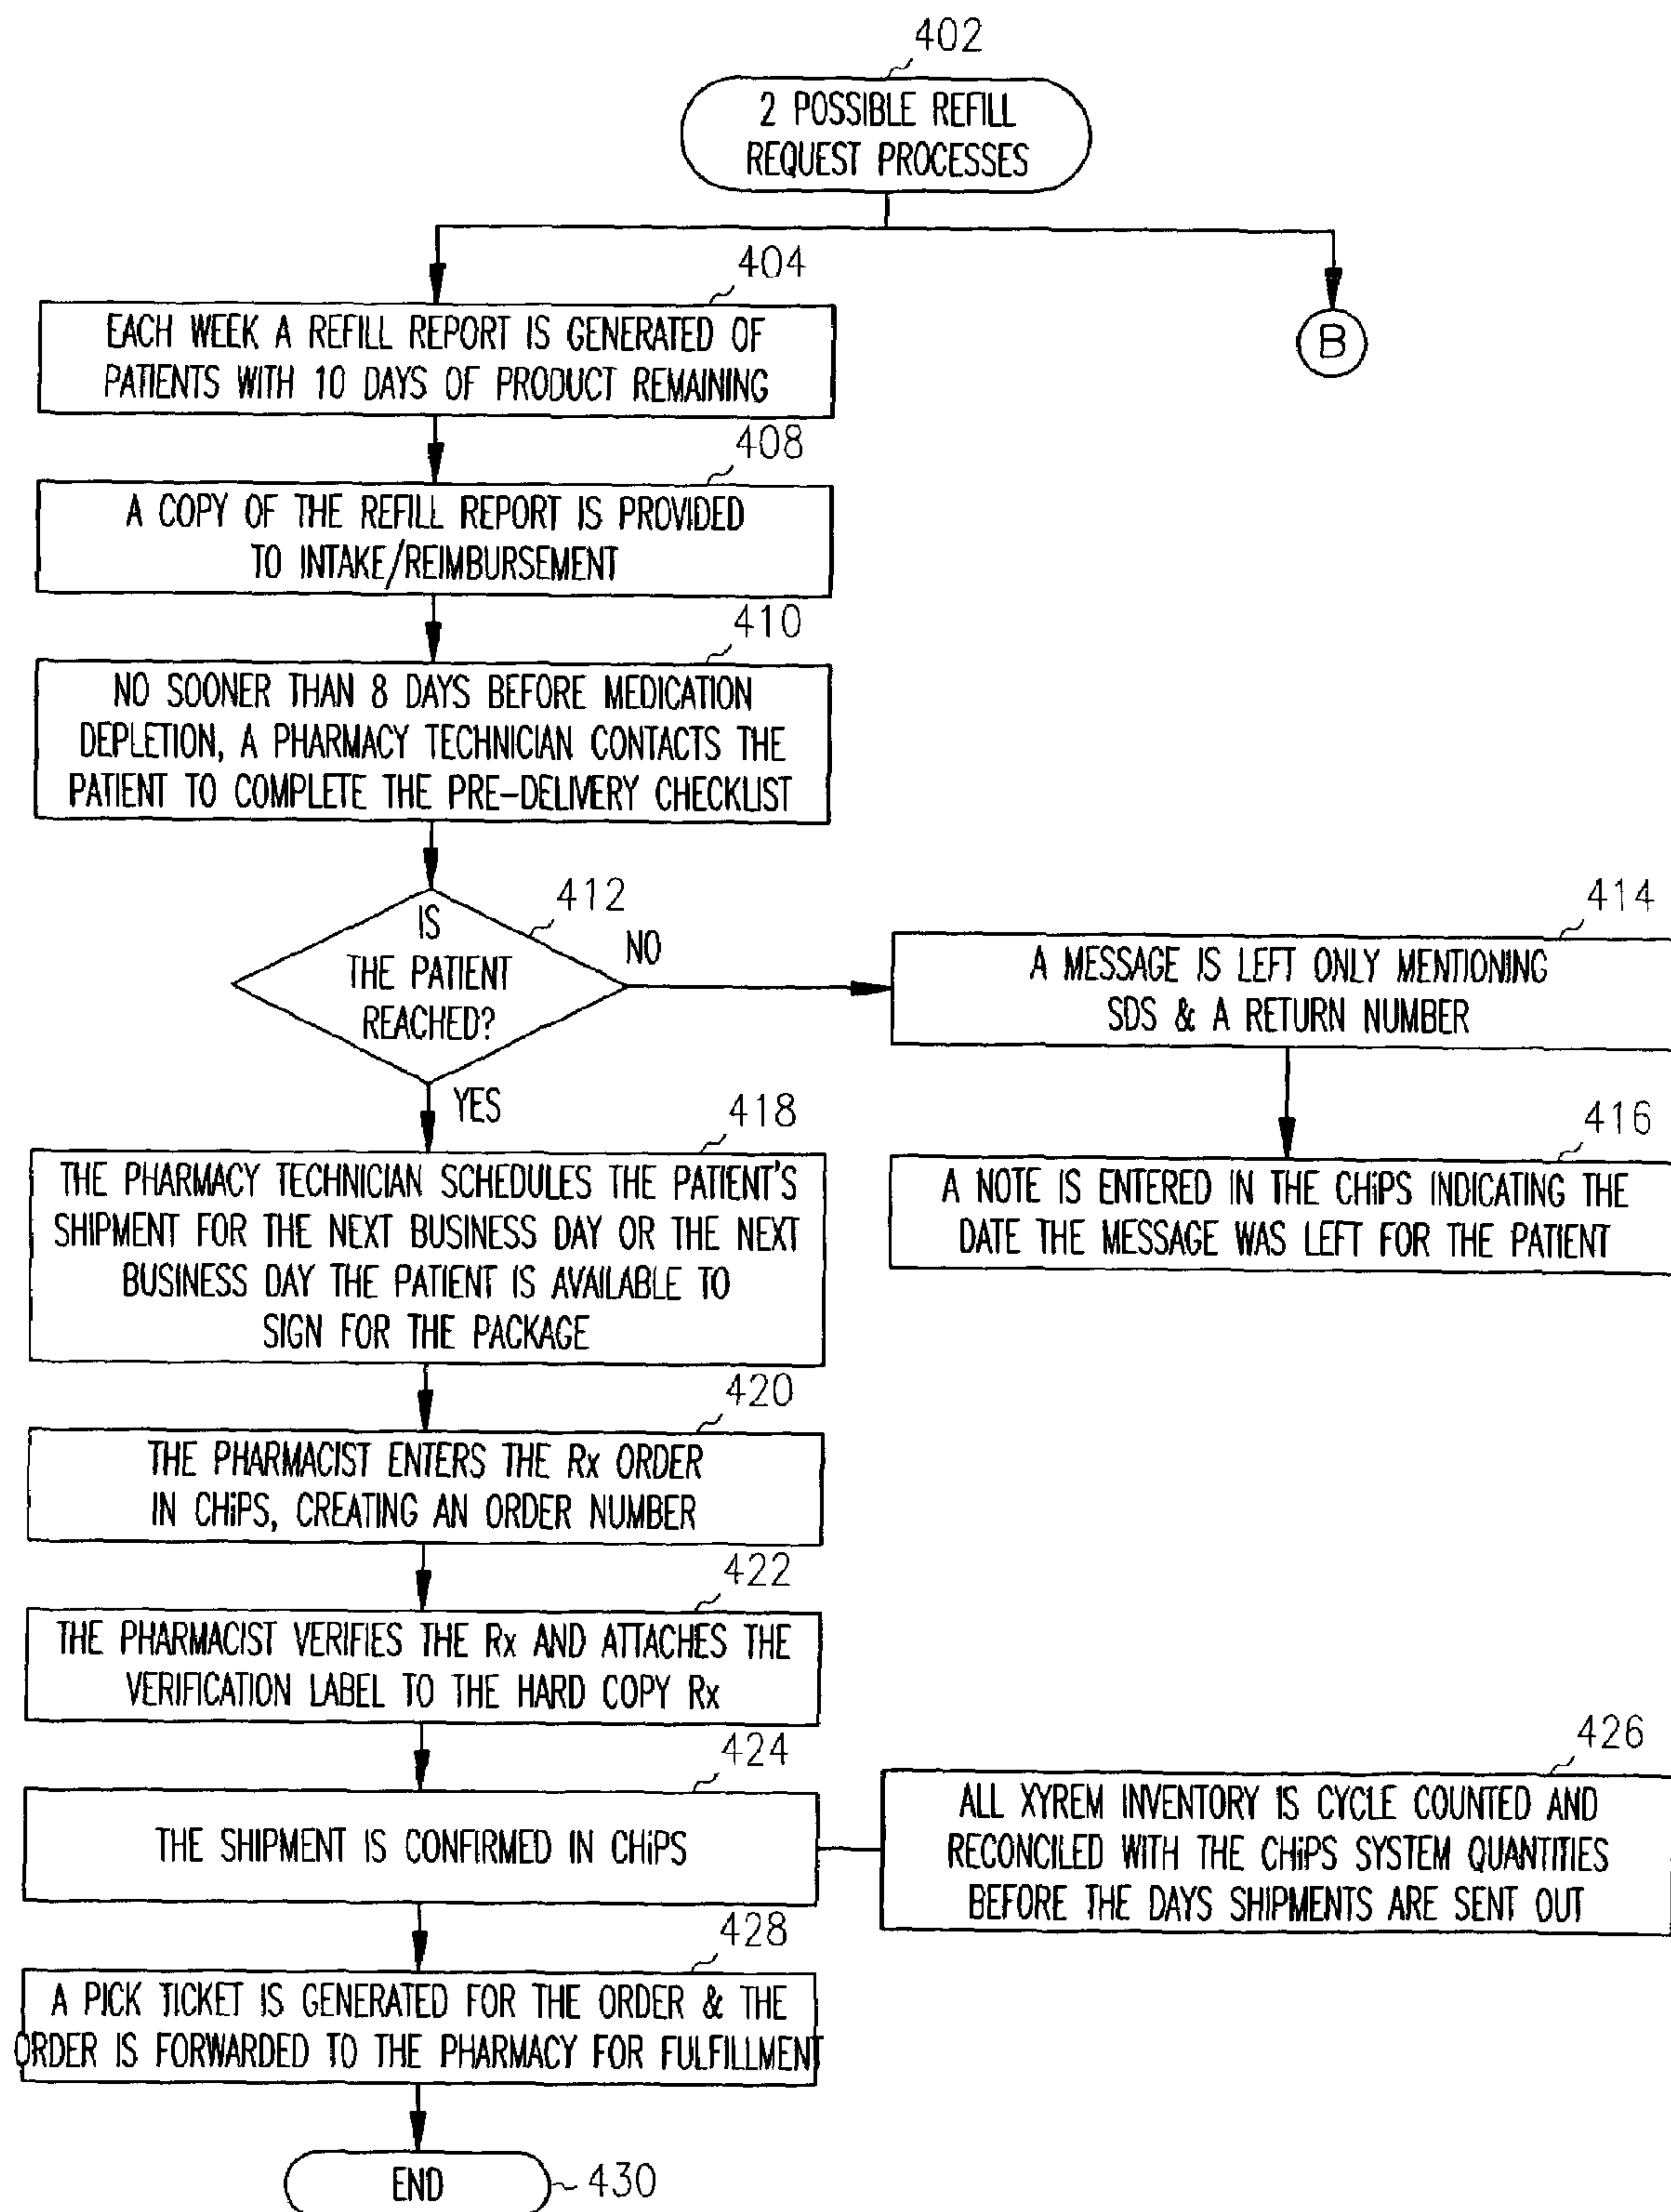 402
2 POSSIBLE REFILL
REQUEST PROCESSES
404
EACH WEEK A REFILL REPORT IS GENERATED OF
PATIENTS WITH 10 DAYS OF PRODUCT REMAINING
B
408
A COPY OF THE REFILL REPORT IS PROVIDED
TO INTAKE/REIMBURSEMENT
410
NO SOONER THAN 8 DAYS BEFORE MEDICATION
DEPLETION, A PHARMACY TECHNICIAN CONTACTS THE
PATIENT TO COMPLETE THE PRE-DELIVERY CHECKLIST
412
IS
THE PATIENT
REACHED?
NO
414
A MESSAGE IS LEFT ONLY MENTIONING
SDS & A RETURN NUMBER
416
A NOTE IS ENTERED IN THE CHiPS INDICATING THE
DATE THE MESSAGE WAS LEFT FOR THE PATIENT
YES
418
THE PHARMACY TECHNICIAN SCHEDULES THE PATIENT'S
SHIPMENT FOR THE NEXT BUSINESS DAY OR THE NEXT
BUSINESS DAY THE PATIENT IS AVAILABLE TO
SIGN FOR THE PACKAGE
420
THE PHARMACIST ENTERS THE Rx ORDER
IN CHiPS, CREATING AN ORDER NUMBER
422
THE PHARMACIST VERIFIES THE Rx AND ATTACHES THE
VERIFICATION LABEL TO THE HARD COPY Rx
424
THE SHIPMENT IS CONFIRMED IN CHiPS
426
ALL XYREM INVENTORY IS CYCLE COUNTED AND
RECONCILED WITH THE CHiPS SYSTEM QUANTITIES
BEFORE THE DAYS SHIPMENTS ARE SENT OUT
428
A PICK TICKET IS GENERATED FOR THE ORDER & THE
ORDER IS FORWARDED TO THE PHARMACY FOR FULFILLMENT
END
430